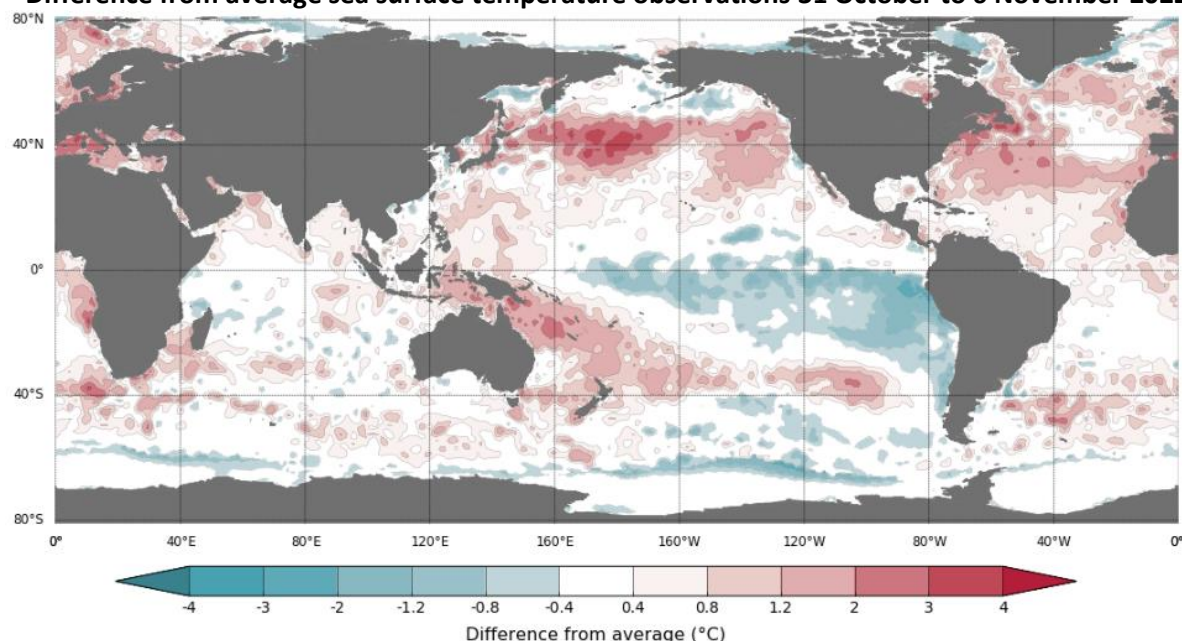 Difference from average sea surface temperature observations 31 October to 6 November 2022
80°N
40°N
0°
40°S
80°S
0° 40°E 80°E 120°E 160°E 160°W 120°W 80°W 40°W 0°
-4 -3 -2 -1.2 -0.8 -0.4 0.4 0.8 1.2 2 3 4
Difference from average (°C)